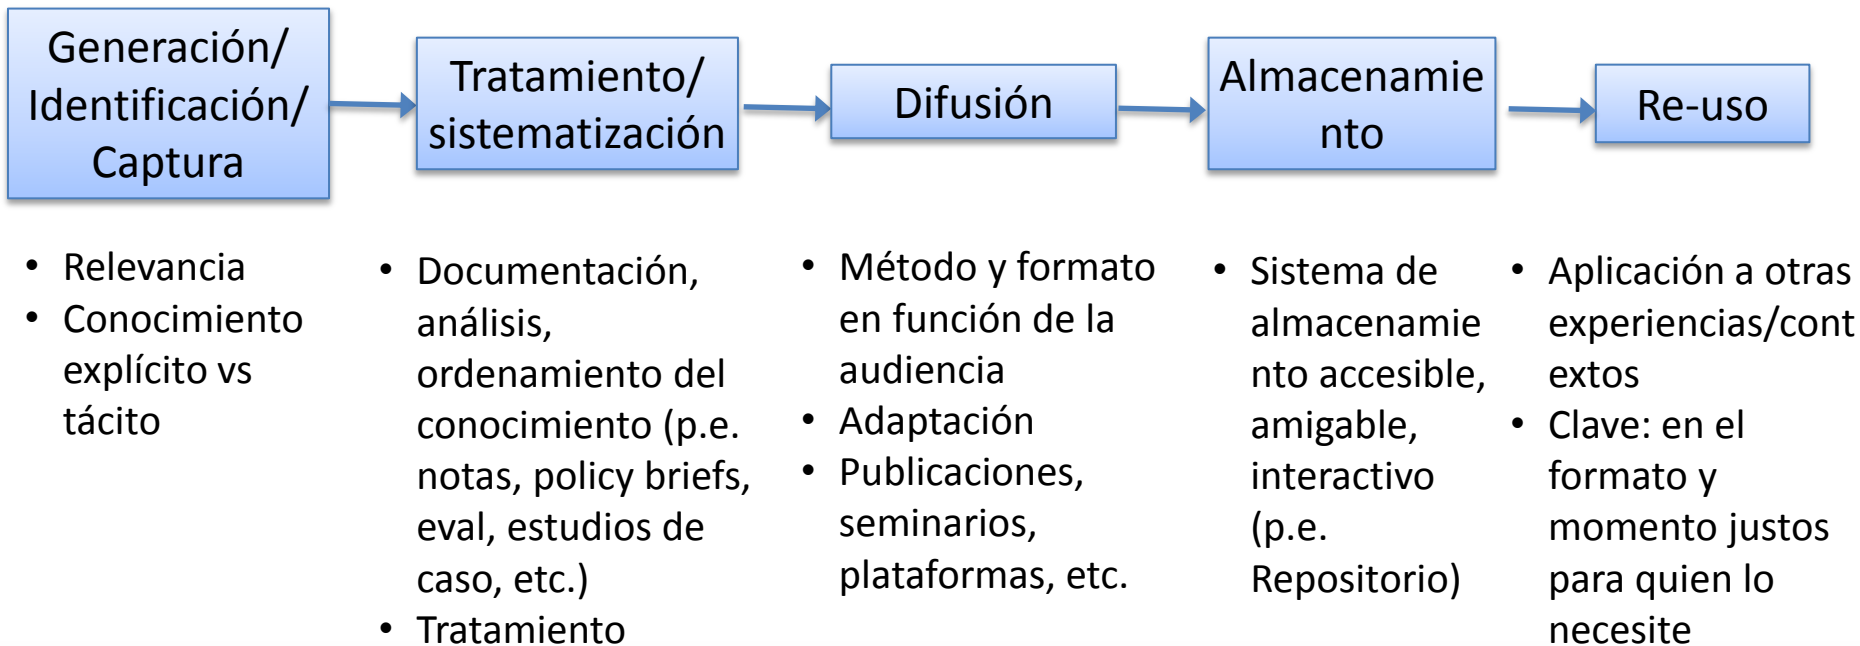 Generación/
Identificación/
Captura
Tratamiento/
sistematización
Difusión
Almacenamie
nto
Re-uso
• Relevancia
• Conocimiento
explícito vs
tácito
• Documentación,
análisis,
ordenamiento del
conocimiento (p.e.
notas, policy briefs,
eval, estudios de
caso, etc.)
• Tratamiento
• Método y formato
en función de la
audiencia
• Adaptación
• Publicaciones,
seminarios,
plataformas, etc.
• Sistema de
almacenamie
nto accesible,
amigable,
interactivo
(p.e.
Repositorio)
• Aplicación a otras
experiencias/cont
extos
• Clave: en el
formato y
momento justos
para quien lo
necesite